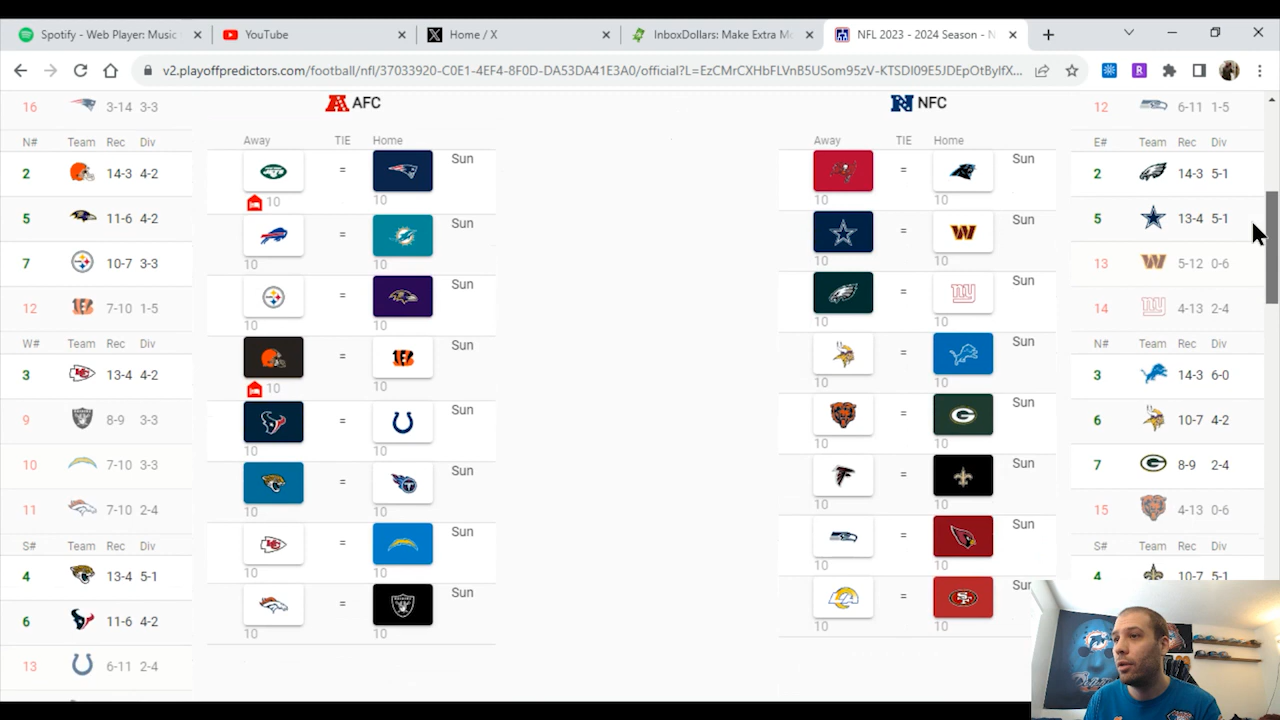 Spotify - Web Player: Music
YouTube
Home / X
InboxDollars: Make Extra Mo
NFL 2023 - 2024 Season - N
v2.playoffpredictors.com/football/nfl/37033920-C0E1-4EF4-8F0D-DA53DA41E3A0/official?L=EzCMrCXHbFLVnB5USom95zV-KTSDI09E5JDEpOtBylfX...
16 3-14 3-3
N# Team Rec Div
2 14-3 4-2
5 11-6 4-2
7 10-7 3-3
12 7-10 1-5
W# Team Rec Div
3 13-4 4-2
9 8-9 3-3
10 7-10 3-3
11 7-10 2-4
S# Team Rec Div
4 13-4 5-1
6 11-6 4-2
13 6-11 2-4
AFC
Away TIE Home
= Sun
10 10
= Sun
10 10
= Sun
10 10
= Sun
10 10
= Sun
10 10
= Sun
10 10
= Sun
10 10
= Sun
10 10
NFC
Away TIE Home
= Sun
10 10
= Sun
10 10
= Sun
10 10
= Sun
10 10
= Sun
10 10
= Sun
10 10
= Sun
10 10
= Sun
10 10
12 6-11 1-5
E# Team Rec Div
2 14-3 5-1
5 13-4 5-1
13 5-12 0-6
14 4-13 2-4
N# Team Rec Div
3 14-3 6-0
6 10-7 4-2
7 8-9 2-4
15 4-13 0-6
S# Team Rec Div
4 10-7 5-1